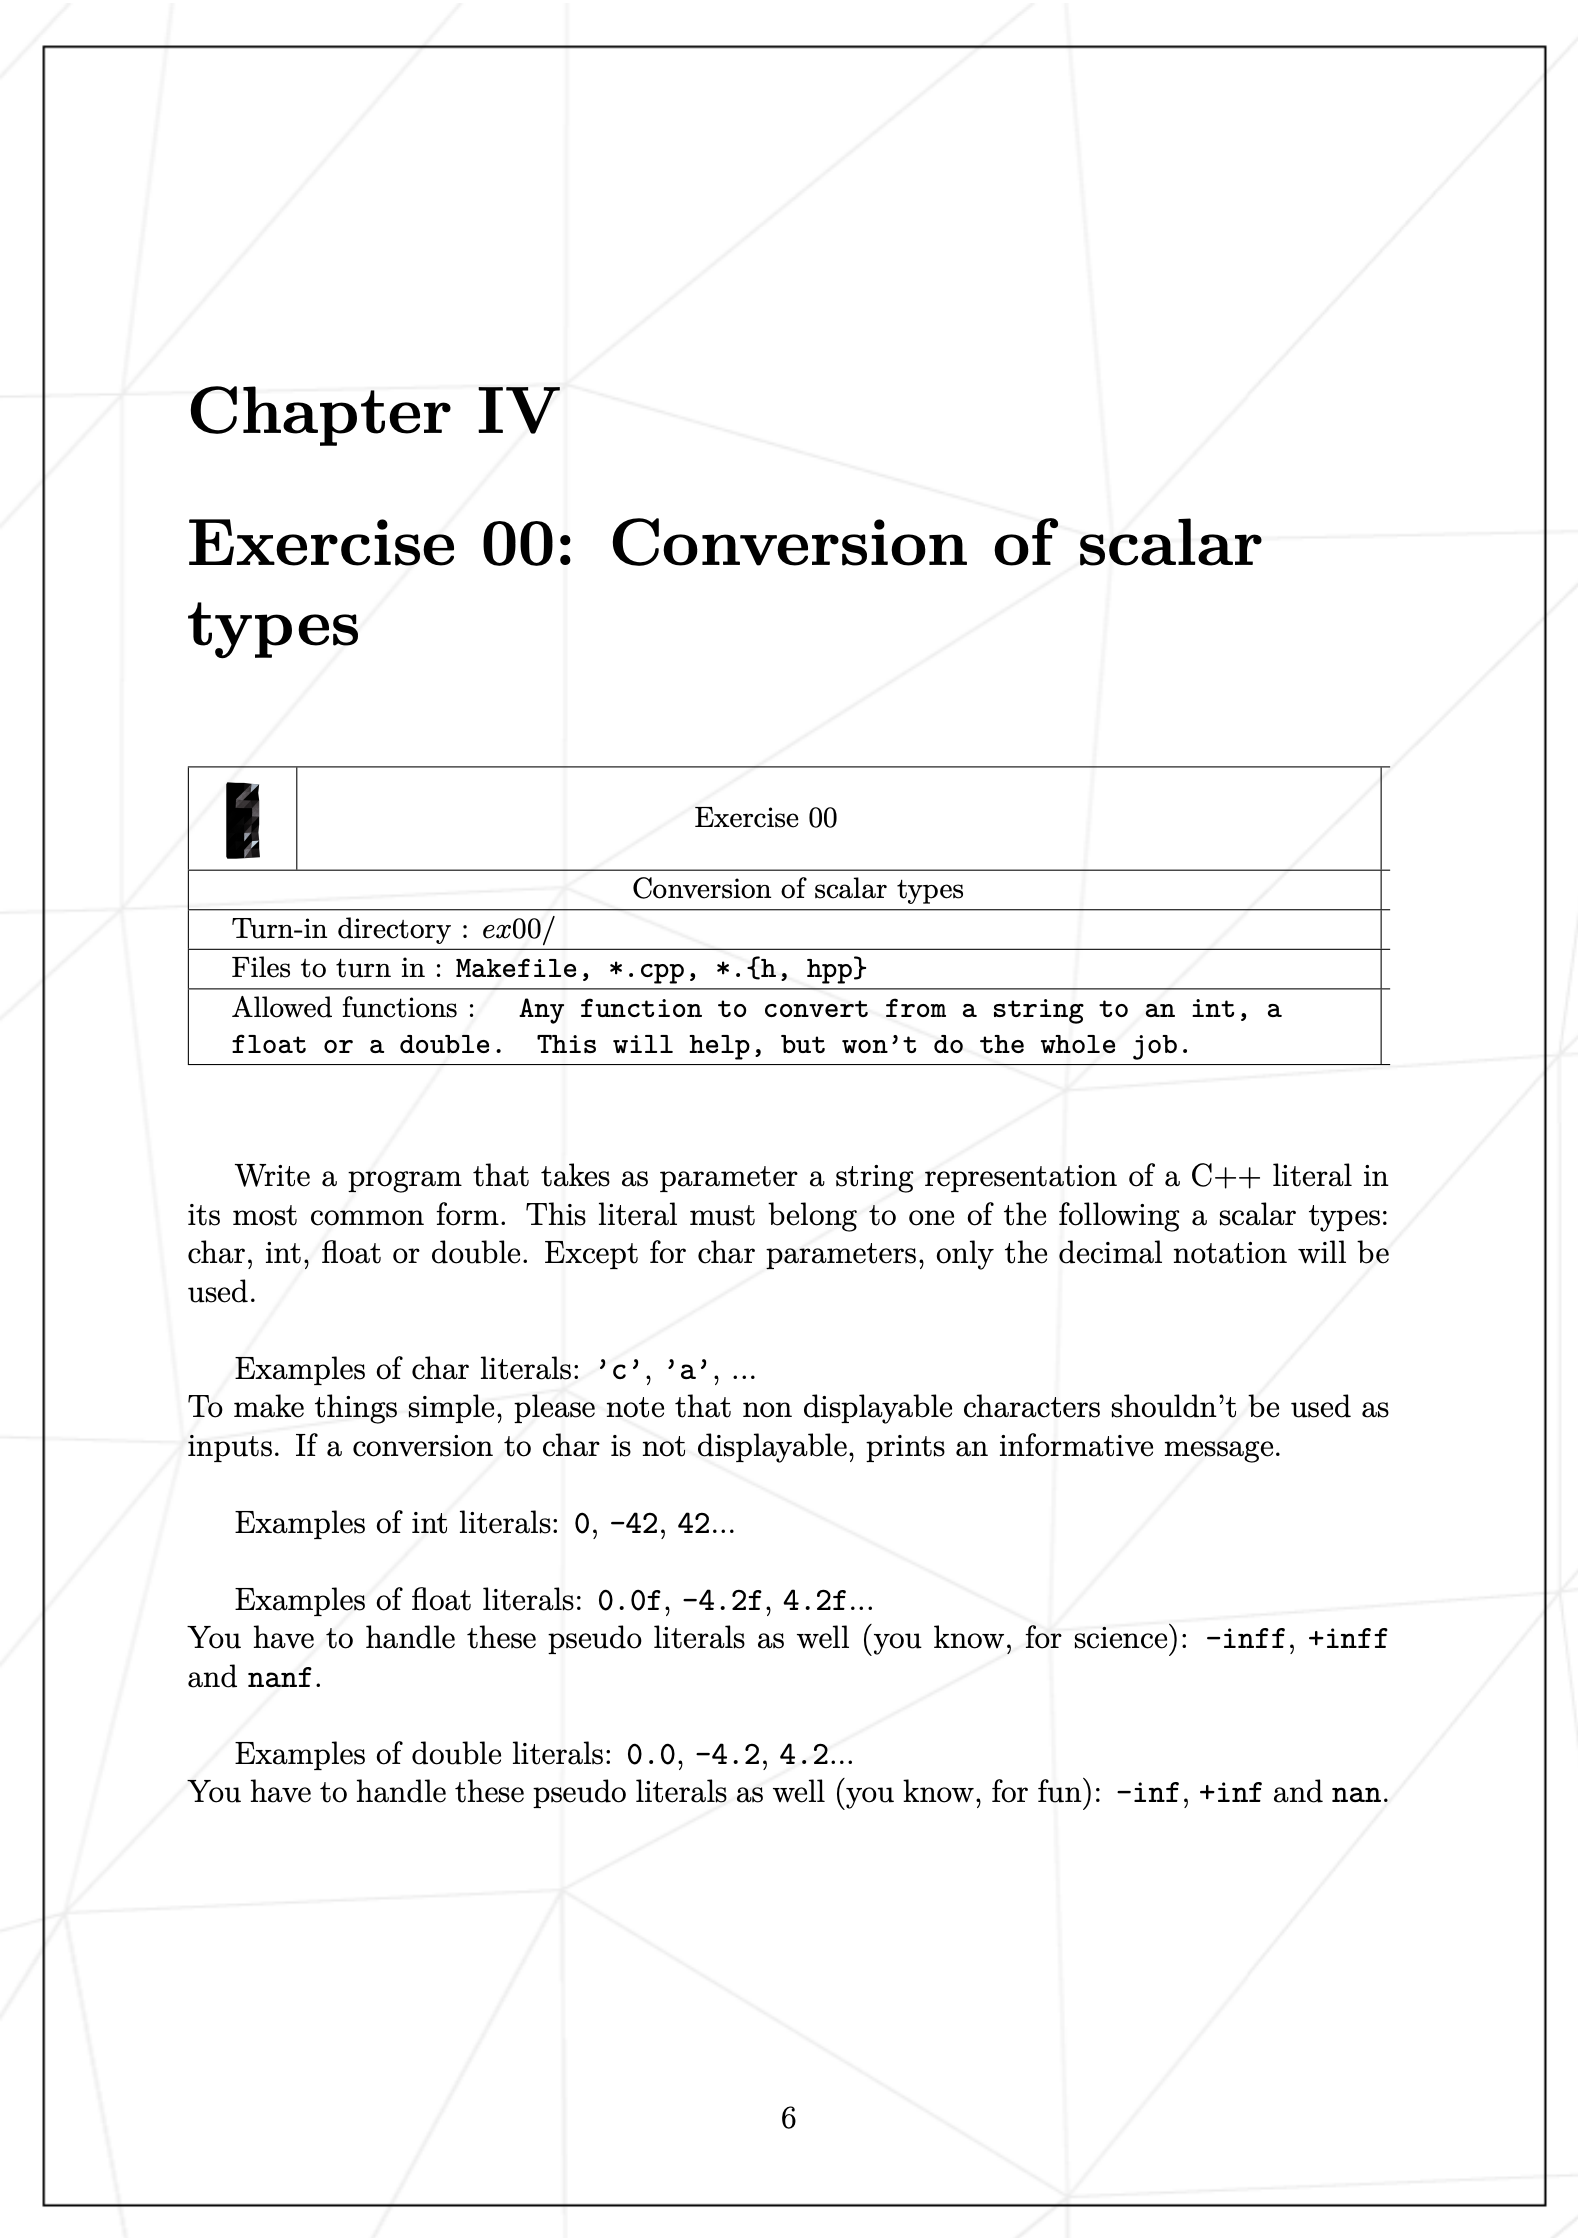 Chapter IV
Exercise 00: Conversion of scalar
types
Exercise 00
Conversion of scalar types
Turn-in directory : ex00/
Files to turn in : Makefile, *.cpp, *.{h, hpp}
Allowed functions : Any function to convert from a string to an int, a
float or a double. This will help, but won't do the whole job.
Write a program that takes as parameter a string representation of a C++ literal in
its most common form. This literal must belong to one of the following a scalar types:
char, int, float or double. Except for char parameters, only the decimal notation will be
used.
Examples of char literals: 'c', 'a', ...
To make things simple, please note that non displayable characters shouldn't be used as
inputs. If a conversion to char is not displayable, prints an informative message.
Examples of int literals: 0, -42, 42...
Examples of float literals: 0.0f, -4.2f, 4.2f...
You have to handle these pseudo literals as well (you know, for science): -inff, +inff
and nanf.
Examples of double literals: 0.0, -4.2, 4.2...
You have to handle these pseudo literals as well (you know, for fun): -inf, +inf and nan.
6